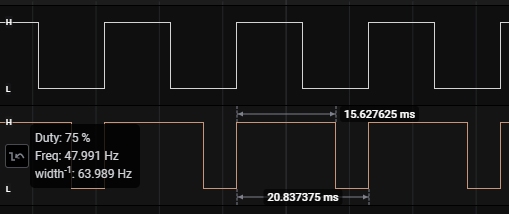 H
L
H
15.627625 ms
Duty: 75 %
Freq: 47.991 Hz
width⁻¹: 63.989 Hz
L
20.837375 ms